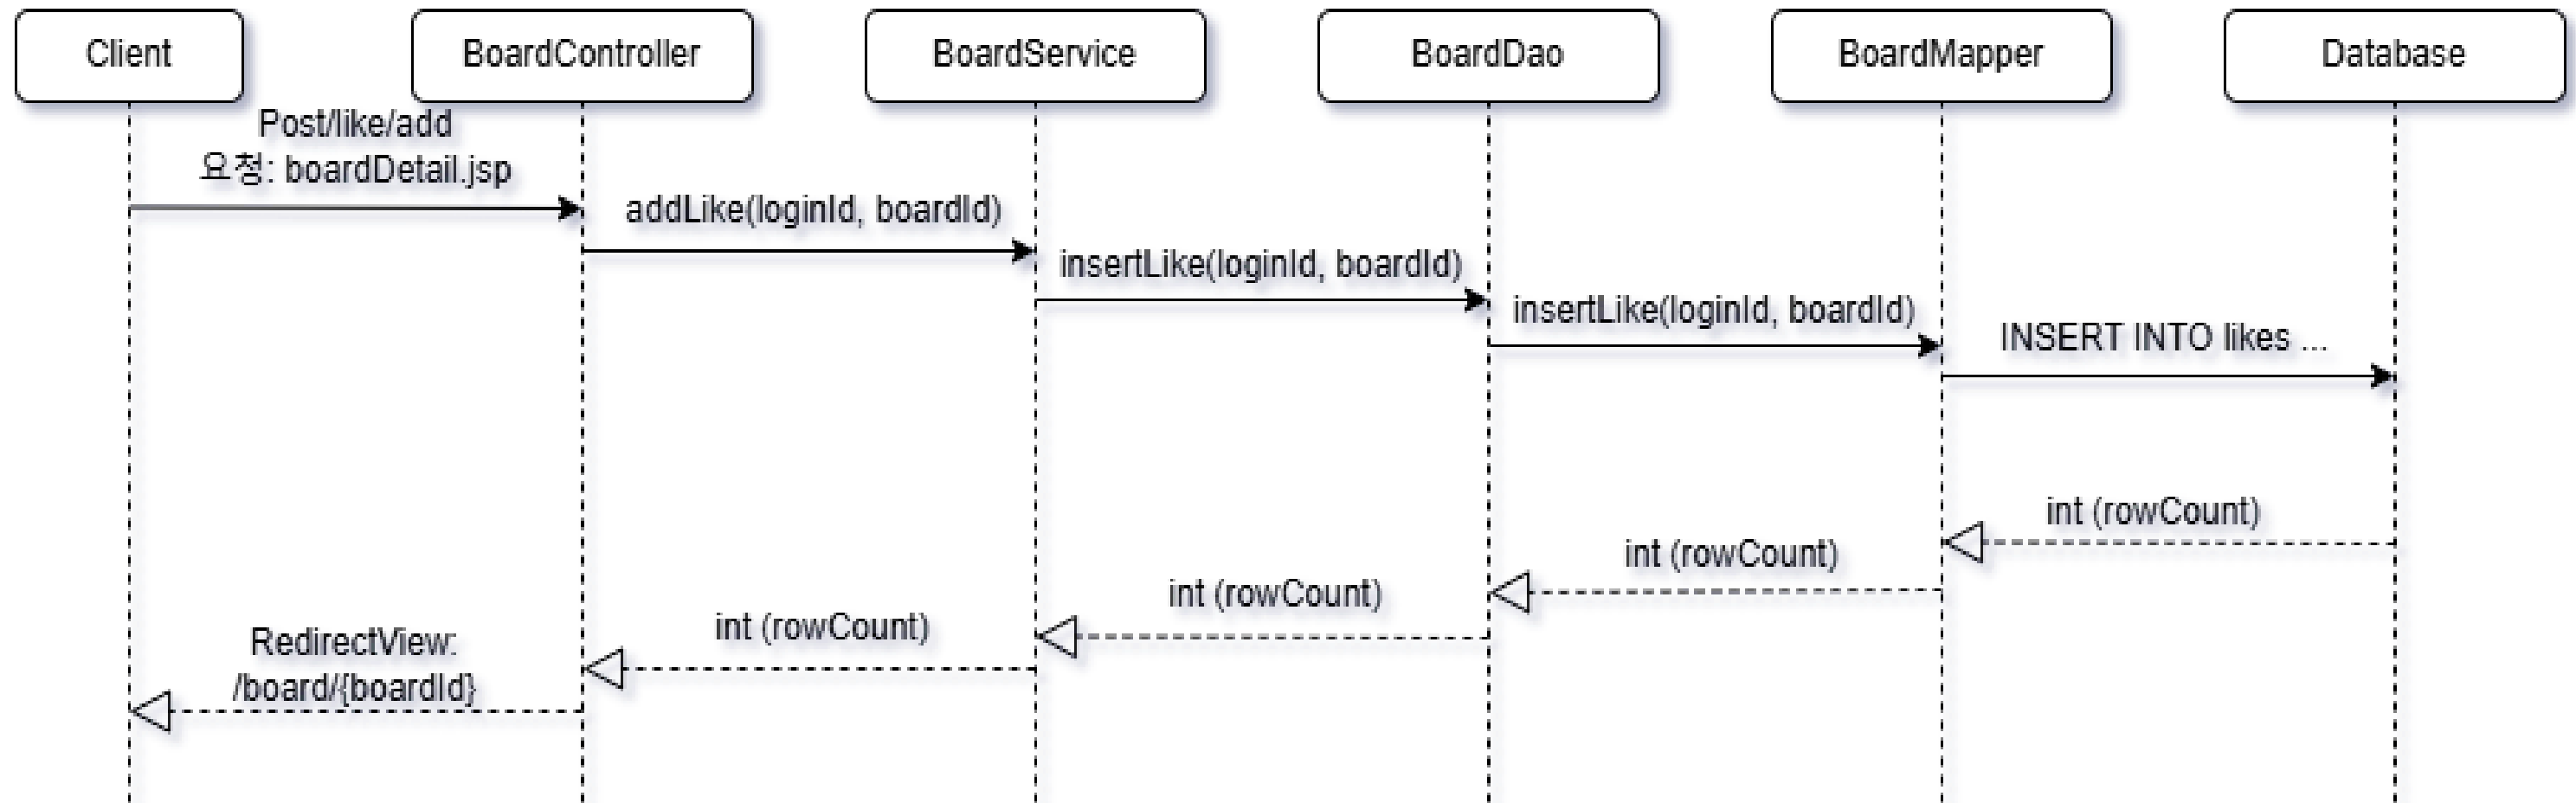 Client
BoardController
BoardService
BoardDao
BoardMapper
Database
Post/like/add
요청: boardDetail.jsp
addLike(loginId, boardId)
insertLike(loginId, boardId)
insertLike(loginId, boardId)
INSERT INTO likes ...
int (rowCount)
int (rowCount)
int (rowCount)
int (rowCount)
RedirectView:
/board/{boardId}